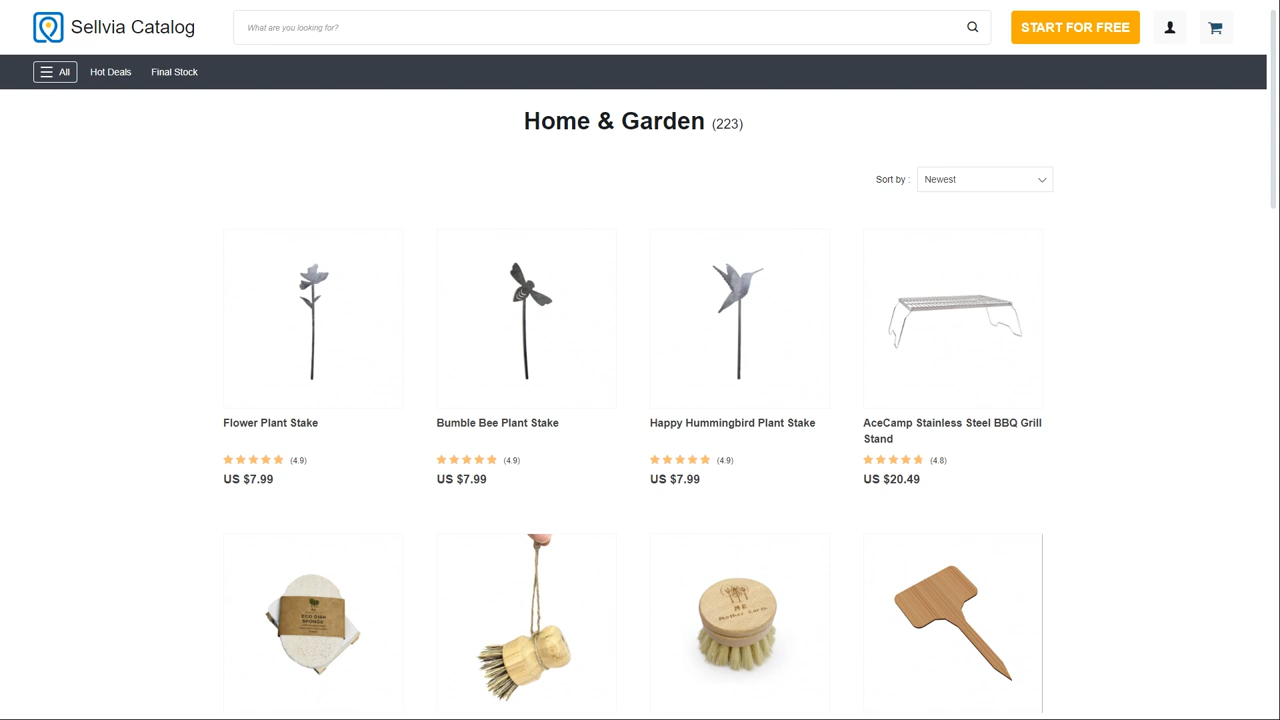 Sellvia Catalog
What are you looking for?
START FOR FREE
All
Hot Deals
Final Stock
Home & Garden (223)
Sort by :
Newest
Flower Plant Stake
(4.9)
US $7.99
Bumble Bee Plant Stake
(4.9)
US $7.99
Happy Hummingbird Plant Stake
(4.9)
US $7.99
AceCamp Stainless Steel BBQ Grill
Stand
(4.8)
US $20.49
ECO DISH
SPONGE
ME
Mother Earth